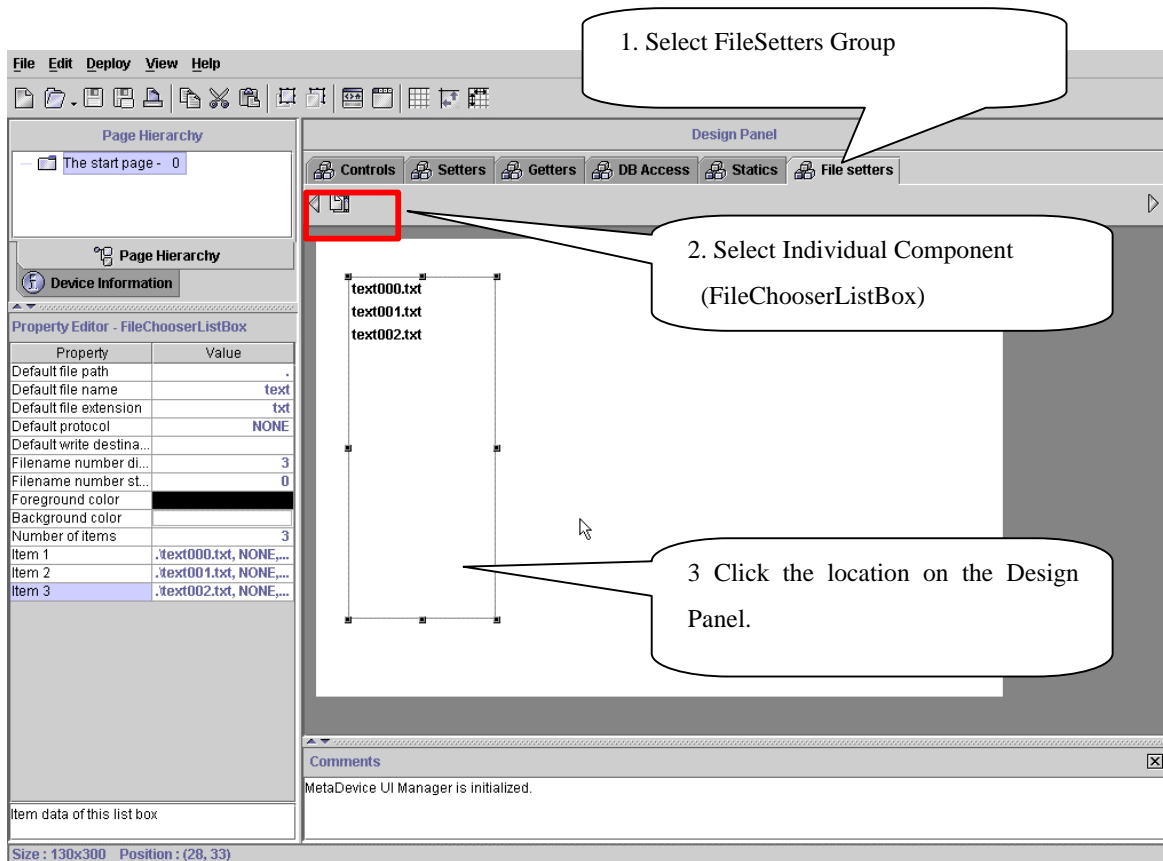 1. Select FileSetters Group
File Edit Deploy View Help
Page Hierarchy
The start page - 0
Page Hierarchy
Device Information
Design Panel
Controls Setters Getters DB Access Statics File setters
2. Select Individual Component
(FileChooserListBox)
text000.txt
text001.txt
text002.txt
3 Click the location on the Design
Panel.
Property Editor - FileChooserListBox
Property Value
Default file path .
Default file name text
Default file extension txt
Default protocol NONE
Default write destina...
Filename number di... 3
Filename number st... 0
Foreground color
Background color
Number of items 3
Item 1 .\text000.txt, NONE,...
Item 2 .\text001.txt, NONE,...
Item 3 .\text002.txt, NONE,...
Item data of this list box
Comments
MetaDevice UI Manager is initialized.
Size : 130x300 Position : (28, 33)